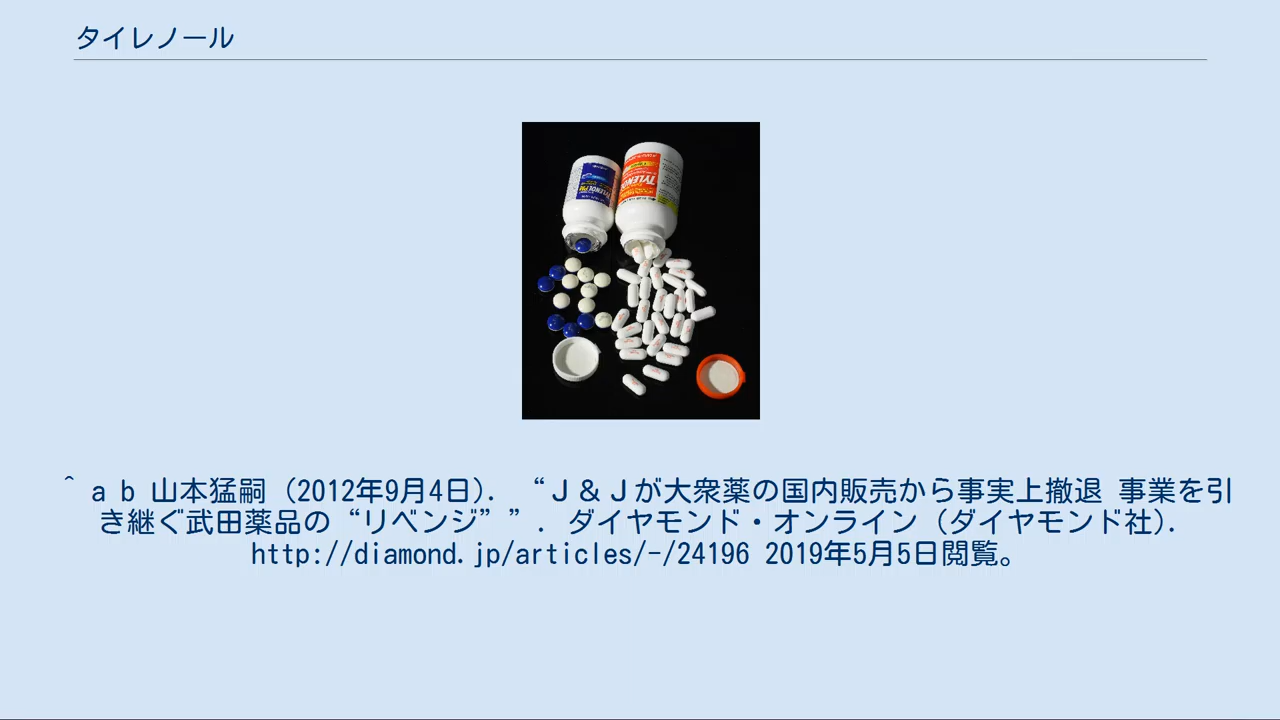 タイレノール
TYLENOL PM
TYLENOL
^ a b 山本猛嗣 (2012年9月4日). “Ｊ＆Ｊが大衆薬の国内販売から事実上撤退 事業を引
き継ぐ武田薬品の“リベンジ””. ダイヤモンド・オンライン (ダイヤモンド社).
http://diamond.jp/articles/-/24196 2019年5月5日閲覧。